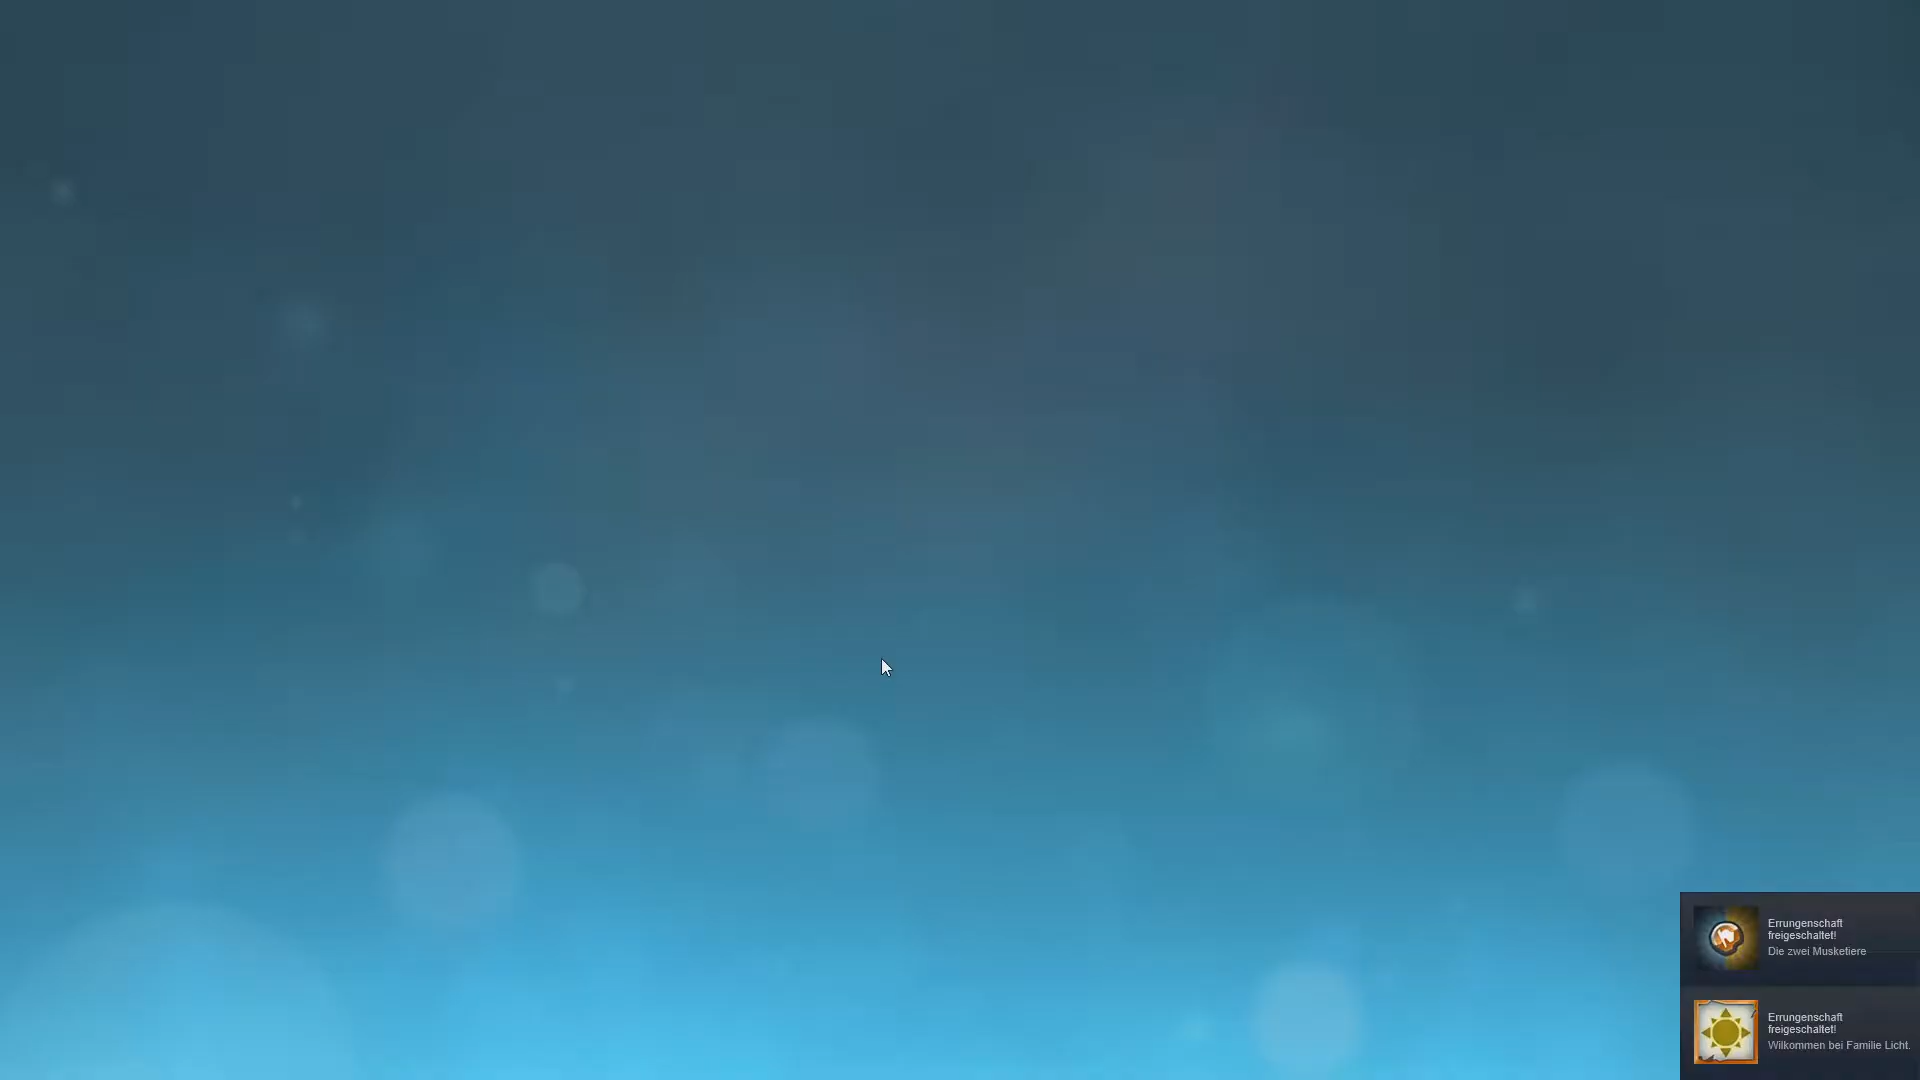 Errungenschaft
freigeschaltet!
Die zwei Musketiere
Errungenschaft
freigeschaltet!
Wilkommen bei Familie Licht.